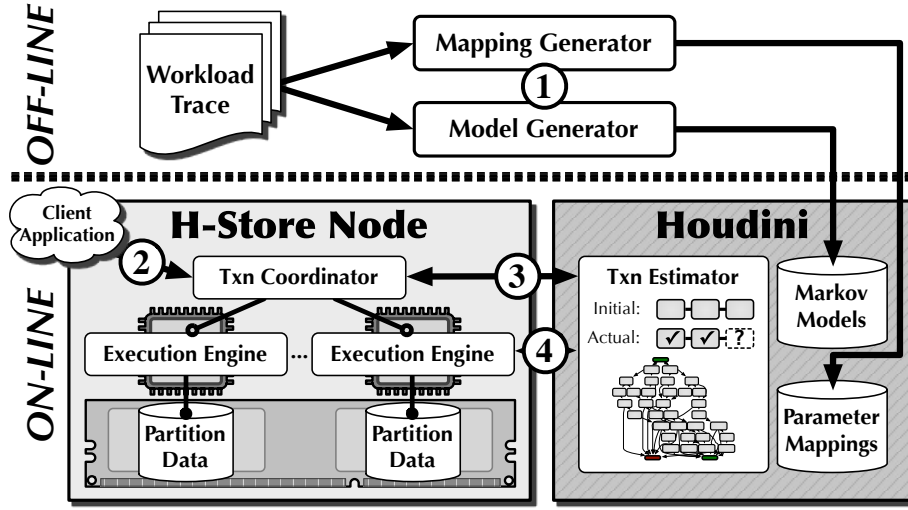 OFF-LINE
Workload
Trace
Mapping Generator
1
Model Generator
ON-LINE
Client
Application
H-Store Node
Houdini
2
Txn Coordinator
3
Txn Estimator
Initial:
Actual:
?
Markov
Models
Execution Engine
...
Execution Engine
4
Partition
Data
Partition
Data
Parameter
Mappings